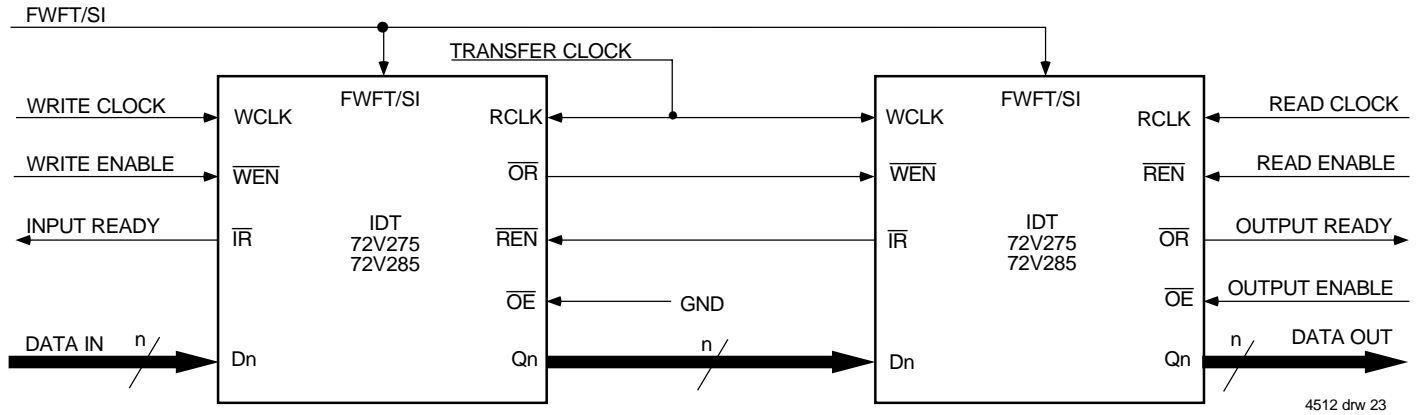 FWFT/SI
TRANSFER CLOCK
FWFT/SI
FWFT/SI
WRITE CLOCK
WCLK
RCLK
WCLK
RCLK
READ CLOCK
WRITE ENABLE
WEN
OR
WEN
REN
READ ENABLE
INPUT READY
IR
IDT
72V275
72V285
REN
IR
IDT
72V275
72V285
OR
OUTPUT READY
OE
GND
OE
OUTPUT ENABLE
DATA IN
n
Dn
Qn
n
Dn
Qn
n
DATA OUT
4512 drw 23